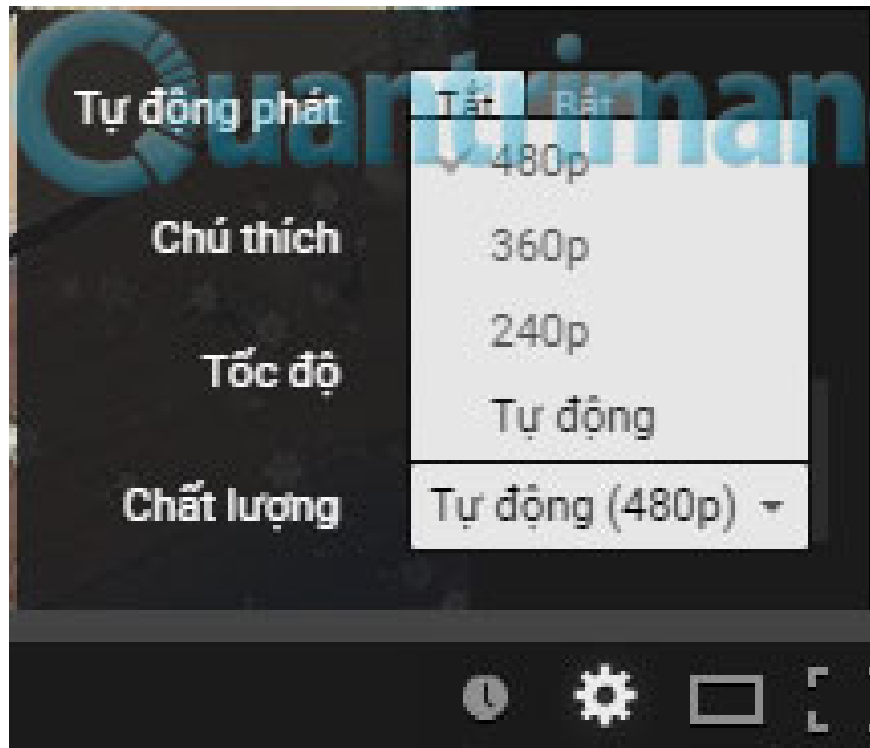 Quantriman
Tự động phát Tắt Bật
480p
Chú thích 360p
240p
Tốc độ
Tự động
Chất lượng Tự động (480p)